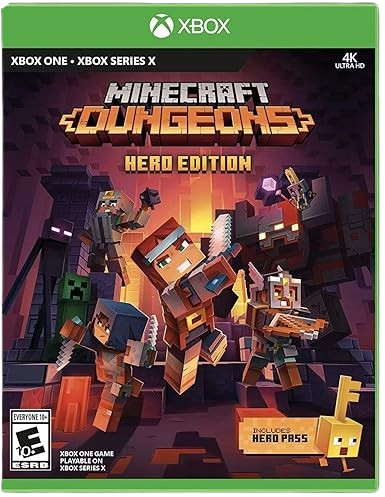 XBOX
XBOX ONE • XBOX SERIES X
4K
ULTRA HD
MINECRAFT
DUNGEONS
HERO EDITION
EVERYONE 10+
E
10+
ESRB
XBOX ONE GAME
PLAYABLE ON
XBOX SERIES X
INCLUDES
HERO PASS